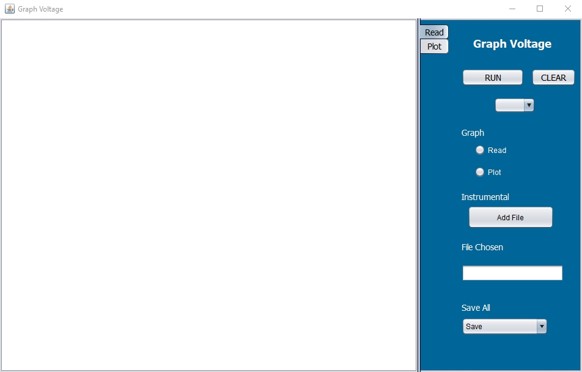 Graph Voltage
Read
Plot
Graph Voltage
RUN CLEAR
Graph
Read
Plot
Instrumental
Add File
File Chosen
Save All
Save